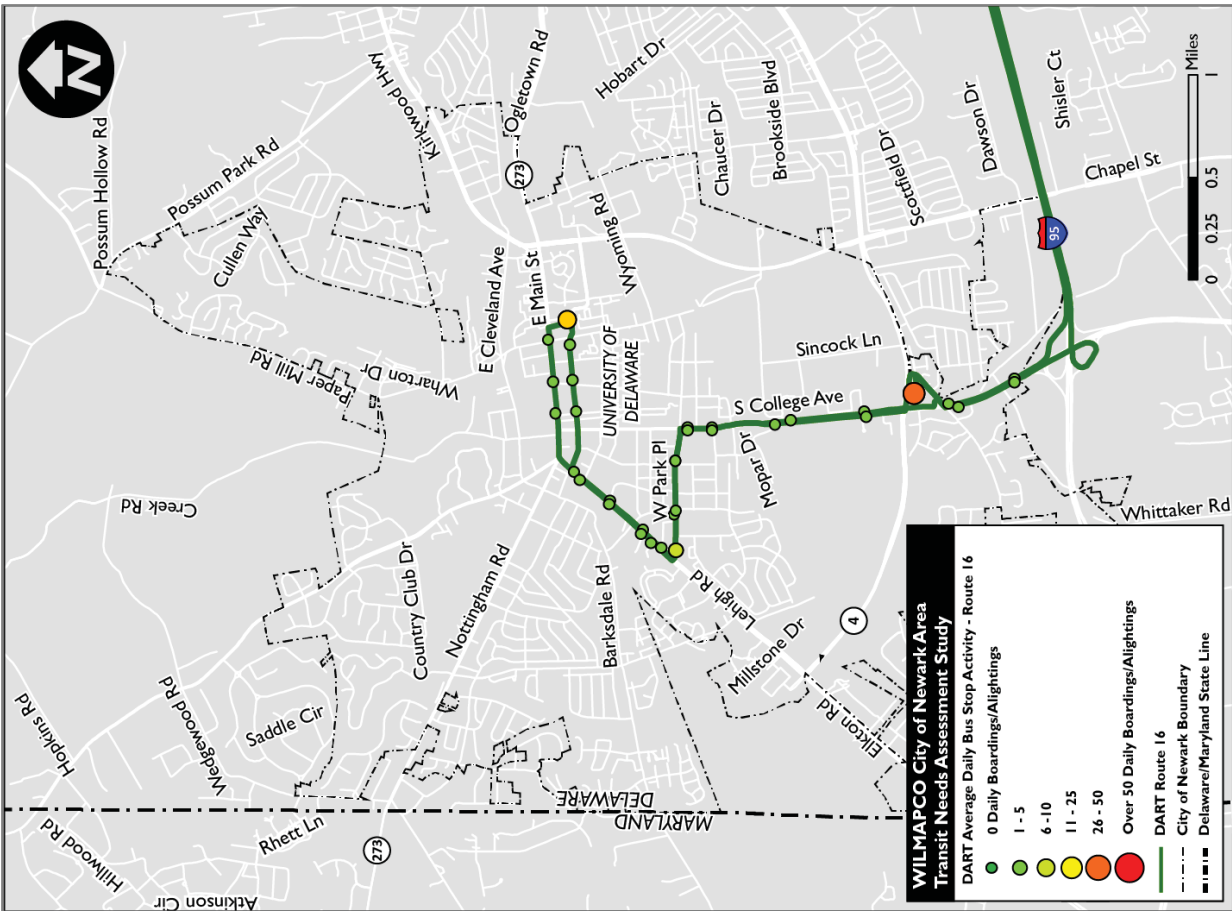 N
Possum Hollow Rd
Possum Park Rd
Cullen Way
Paper Mill Rd
Wharton Dr
Kirkwood Hwy
Ogletown Rd
273
Hobart Dr
E Cleveland Ave
E Main St
Wyoming Rd
Chaucer Dr
Brookside Blvd
Scottfield Dr
Dawson Dr
Shisler Ct
Chapel St
95
Miles
0
0.25
0.5
1
UNIVERSITY OF
DELAWARE
Sincock Ln
S College Ave
W Park Pl
Mopar Dr
Creek Rd
Country Club Dr
Nottingham Rd
Barksdale Rd
Lehigh Rd
Millstone Dr
4
Elkton Rd
Whittaker Rd
Hopkins Rd
Wedgewood Rd
Saddle Cir
Hillwood Rd
Rhett Ln
Atkinson Cir
273
DELAWARE
MARYLAND
WILMAPCO City of Newark Area
Transit Needs Assessment Study
DART Average Daily Bus Stop Activity - Route 16
0 Daily Boardings/Alightings
1 - 5
6 -10
11 - 25
26 - 50
Over 50 Daily Boardings/Alightings
DART Route 16
City of Newark Boundary
Delaware/Maryland State Line